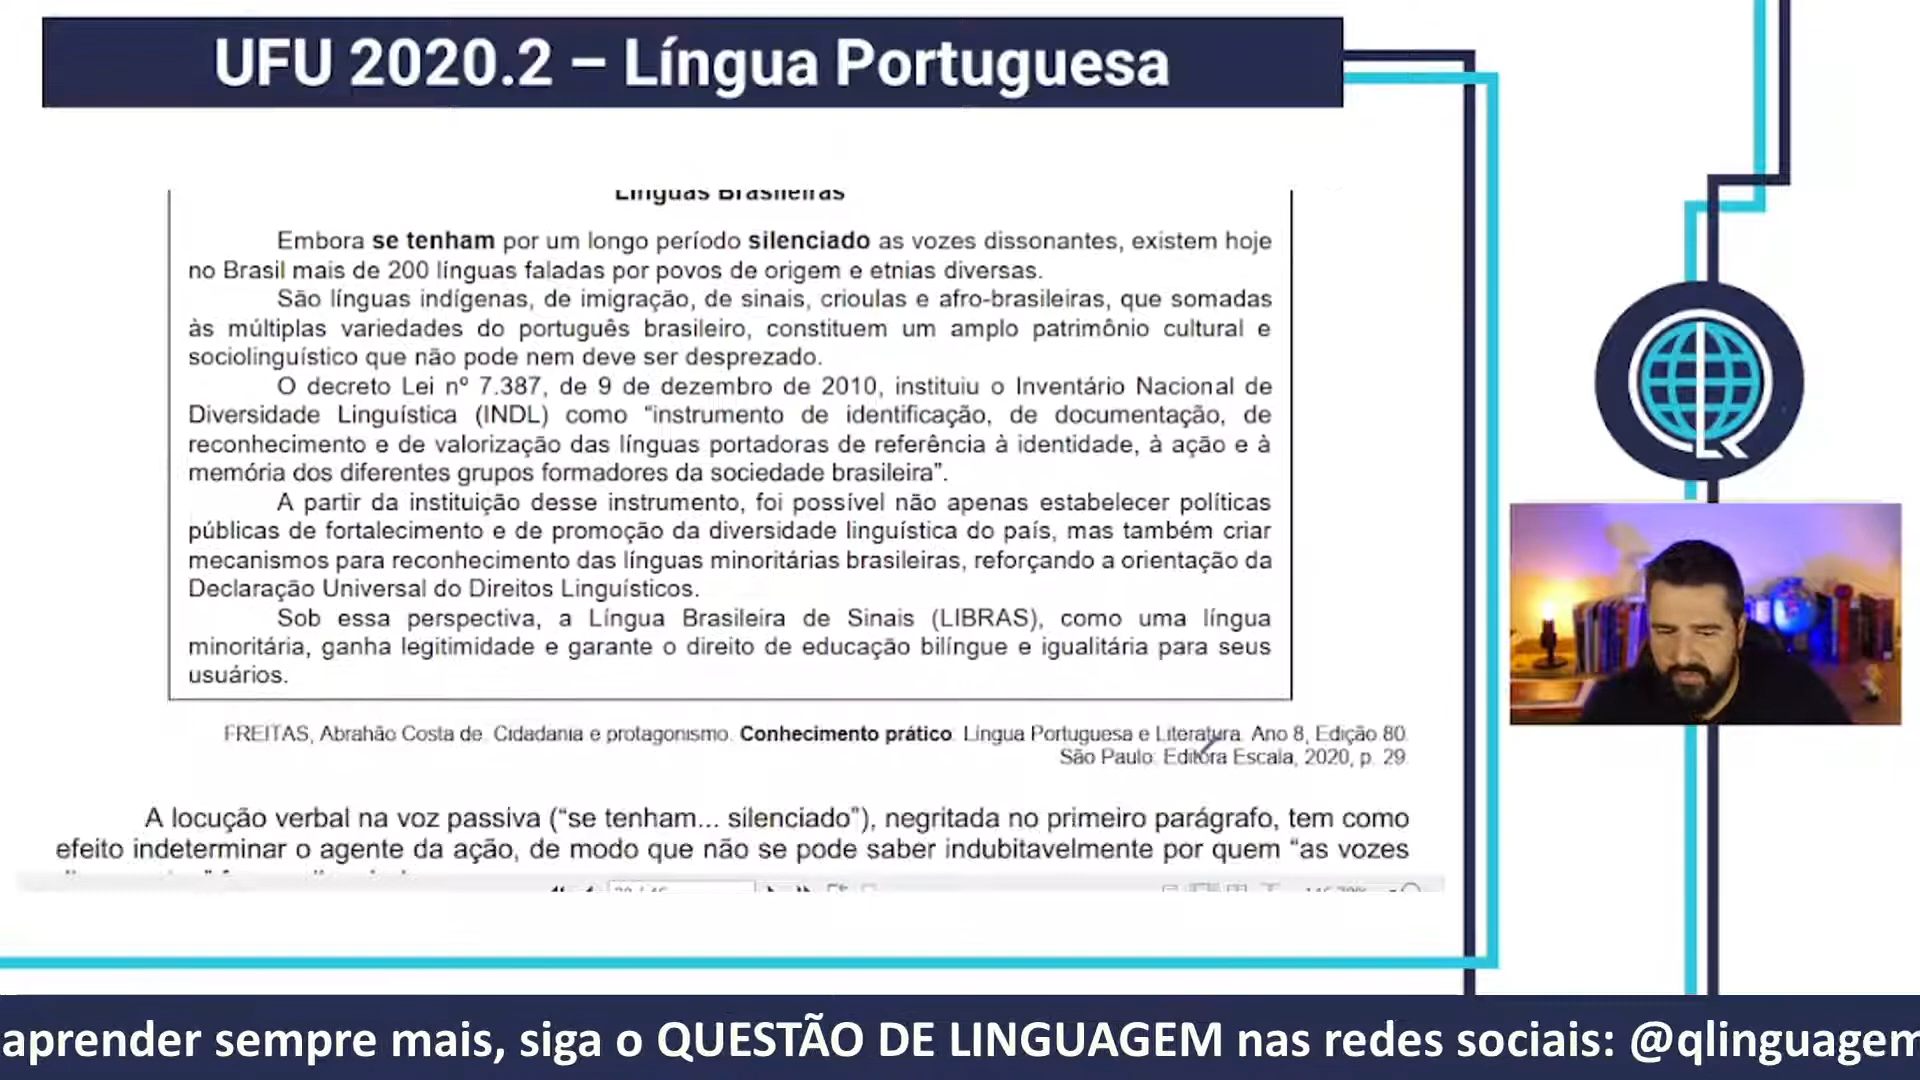 UFU 2020.2 – Língua Portuguesa
Línguas Brasileiras
Embora se tenham por um longo período silenciado as vozes dissonantes, existem hoje
no Brasil mais de 200 línguas faladas por povos de origem e etnias diversas.
São línguas indígenas, de imigração, de sinais, crioulas e afro-brasileiras, que somadas
às múltiplas variedades do português brasileiro, constituem um amplo patrimônio cultural e
sociolinguístico que não pode nem deve ser desprezado.
O decreto Lei nº 7.387, de 9 de dezembro de 2010, instituiu o Inventário Nacional de
Diversidade Linguística (INDL) como “instrumento de identificação, de documentação, de
reconhecimento e de valorização das línguas portadoras de referência à identidade, à ação e à
memória dos diferentes grupos formadores da sociedade brasileira”.
A partir da instituição desse instrumento, foi possível não apenas estabelecer políticas
públicas de fortalecimento e de promoção da diversidade linguística do país, mas também criar
mecanismos para reconhecimento das línguas minoritárias brasileiras, reforçando a orientação da
Declaração Universal do Direitos Linguísticos.
Sob essa perspectiva, a Língua Brasileira de Sinais (LIBRAS), como uma língua
minoritária, ganha legitimidade e garante o direito de educação bilíngue e igualitária para seus
usuários.
FREITAS, Abrahão Costa de. Cidadania e protagonismo. Conhecimento prático: Língua Portuguesa e Literatura. Ano 8, Edição 80.
São Paulo: Editora Escala, 2020, p. 29.
A locução verbal na voz passiva (“se tenham... silenciado”), negritada no primeiro parágrafo, tem como
efeito indeterminar o agente da ação, de modo que não se pode saber indubitavelmente por quem “as vozes
aprender sempre mais, siga o QUESTÃO DE LINGUAGEM nas redes sociais: @qlinguagem